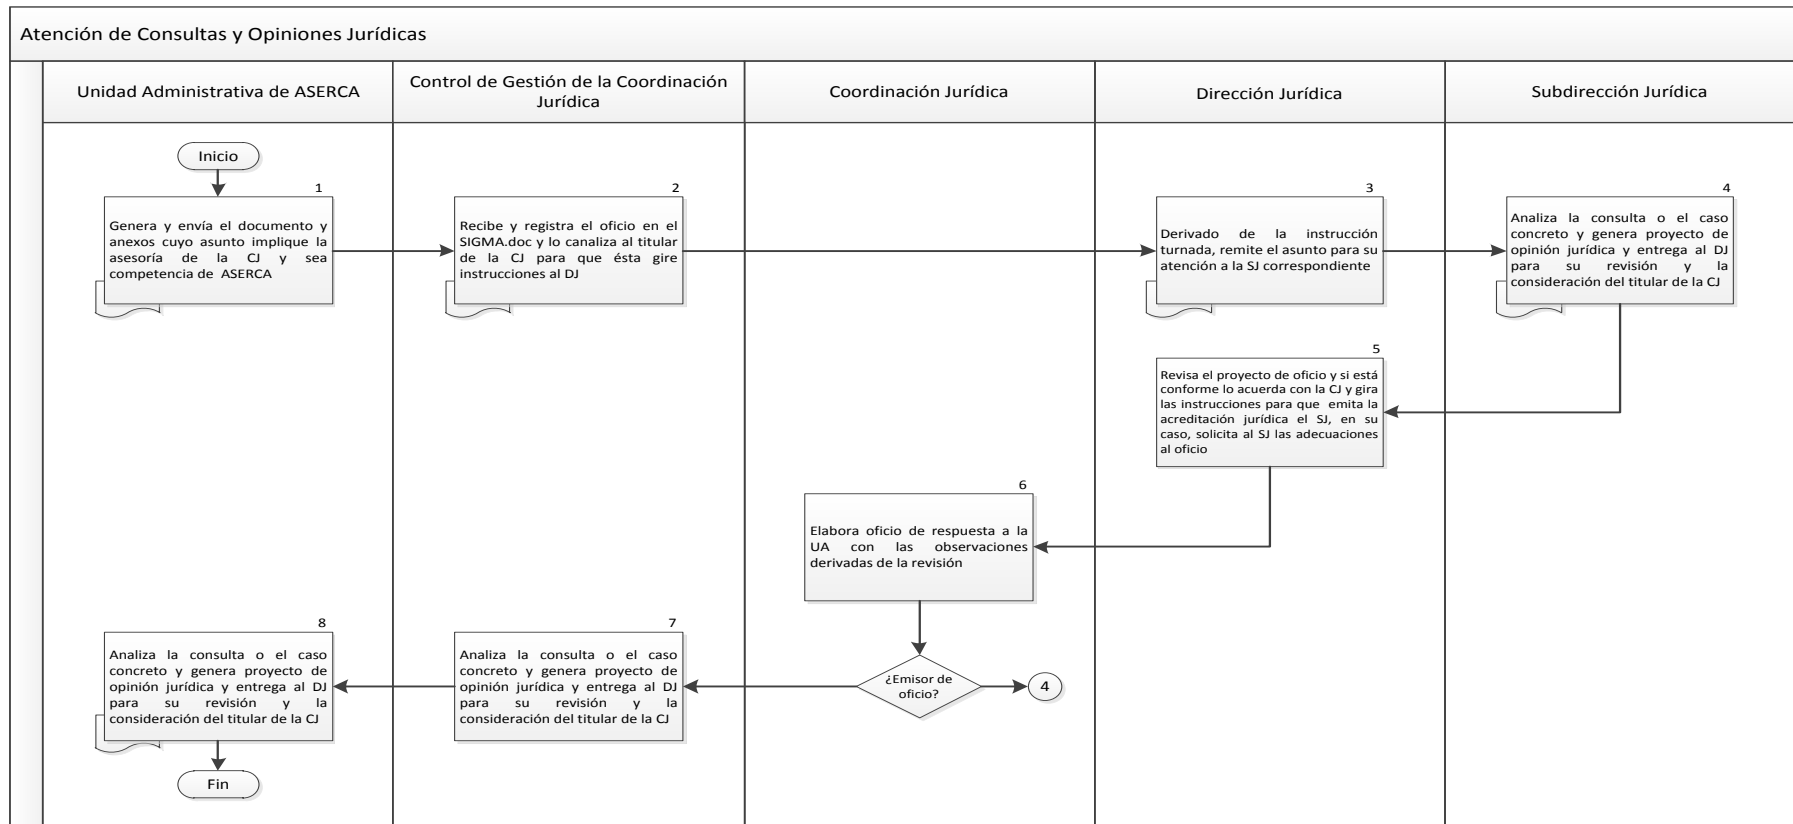 Atención de Consultas y Opiniones Jurídicas
Unidad Administrativa de ASERCA
Control de Gestión de la Coordinación
Jurídica
Coordinación Jurídica
Dirección Jurídica
Subdirección Jurídica
Inicio
1
Genera y envía el documento y
anexos cuyo asunto implique la
asesoría de la CJ y sea
competencia de ASERCA
2
Recibe y registra el oficio en el
SIGMA.doc y lo canaliza al titular
de la CJ para que ésta gire
instrucciones al DJ
3
Derivado de la instrucción
turnada, remite el asunto para su
atención a la SJ correspondiente
4
Analiza la consulta o el caso
concreto y genera proyecto de
opinión jurídica y entrega al DJ
para su revisión y la
consideración del titular de la CJ
5
Revisa el proyecto de oficio y si está
conforme lo acuerda con la CJ y gira
las instrucciones para que emita la
acreditación jurídica el SJ, en su
caso, solicita al SJ las adecuaciones
al oficio
6
Elabora oficio de respuesta a la
UA con las observaciones
derivadas de la revisión
¿Emisor de
oficio?
4
7
Analiza la consulta o el caso
concreto y genera proyecto de
opinión jurídica y entrega al DJ
para su revisión y la
consideración del titular de la CJ
8
Analiza la consulta o el caso
concreto y genera proyecto de
opinión jurídica y entrega al DJ
para su revisión y la
consideración del titular de la CJ
Fin